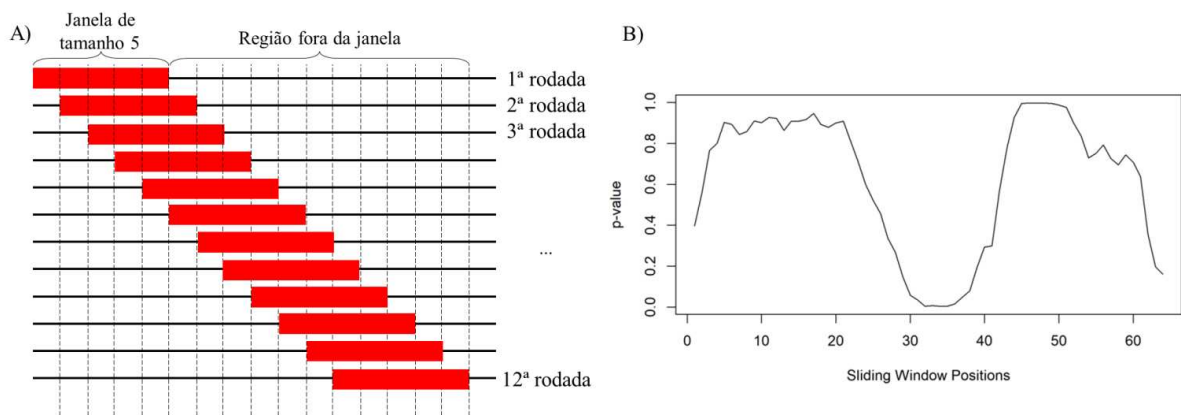 A)
Janela de
tamanho 5
Região fora da janela
1ª rodada
2ª rodada
3ª rodada
...
12ª rodada
B)
p-value
1.0
0.8
0.6
0.4
0.2
0.0
0 10 20 30 40 50 60
Sliding Window Positions